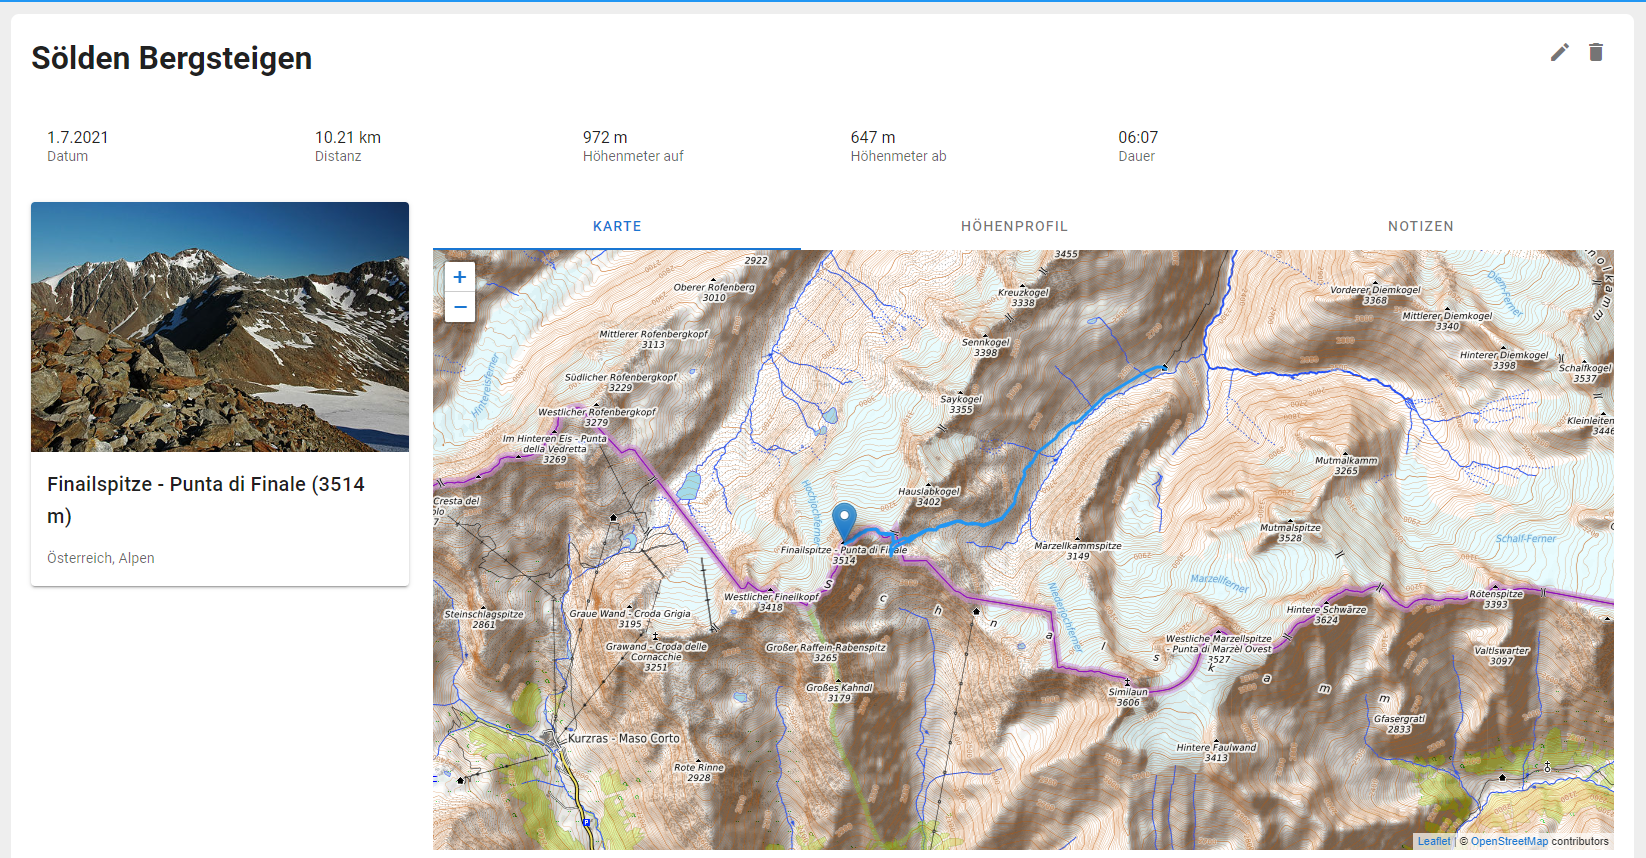 Sölden Bergsteigen
1.7.2021
Datum
10.21 km
Distanz
972 m
Höhenmeter auf
647 m
Höhenmeter ab
06:07
Dauer
Finailspitze - Punta di Finale (3514
m)
Österreich, Alpen
KARTE
HÖHENPROFIL
NOTIZEN
+
−
2922
3455
Oberer Rofenberg
3010
Kreuzkogel
3338
Vorderer Diemkogel
3368
Diem-Ferner
Mittlerer Diemkogel
3340
Mittlerer Rofenbergkopf
3113
Sennkogel
3398
Hinterer Diemkogel
3398
Schalfkogel
3537
Hintereisferner
Südlicher Rofenbergkopf
3229
Saykogel
3355
Westlicher Rofenbergkopf
3279
Kleinleiten
3446
Im Hinteren Eis - Punta
della Vedretta
3269
Mutmalkamm
3265
Cresta del
Hauslabkogel
3402
Hochjochferner
Mutmalspitze
3528
Schalf-Ferner
Finailspitze - Punta di Finale
3514
Marzellkammspitze
3149
Marzellferner
Niederjochferner
Westlicher Fineilkopf
3418
Rötenspitze
3393
Steinschlagspitze
2861
Graue Wand - Croda Grigia
3195
Hintere Schwärze
3624
S c h n a l s k a m m
Grawand - Croda delle
Cornacchie
3251
Großer Raffein-Rabenspitz
3265
Westliche Marzellspitze
- Punta di Marzèl Ovest
3527
Valtlswarter
3097
Großes Kahndl
3179
Similaun
3606
Gfasergratl
2833
Kurzras - Maso Corto
Hintere Faulwand
3413
Rote Rinne
2928
P
Leaflet | © OpenStreetMap contributors